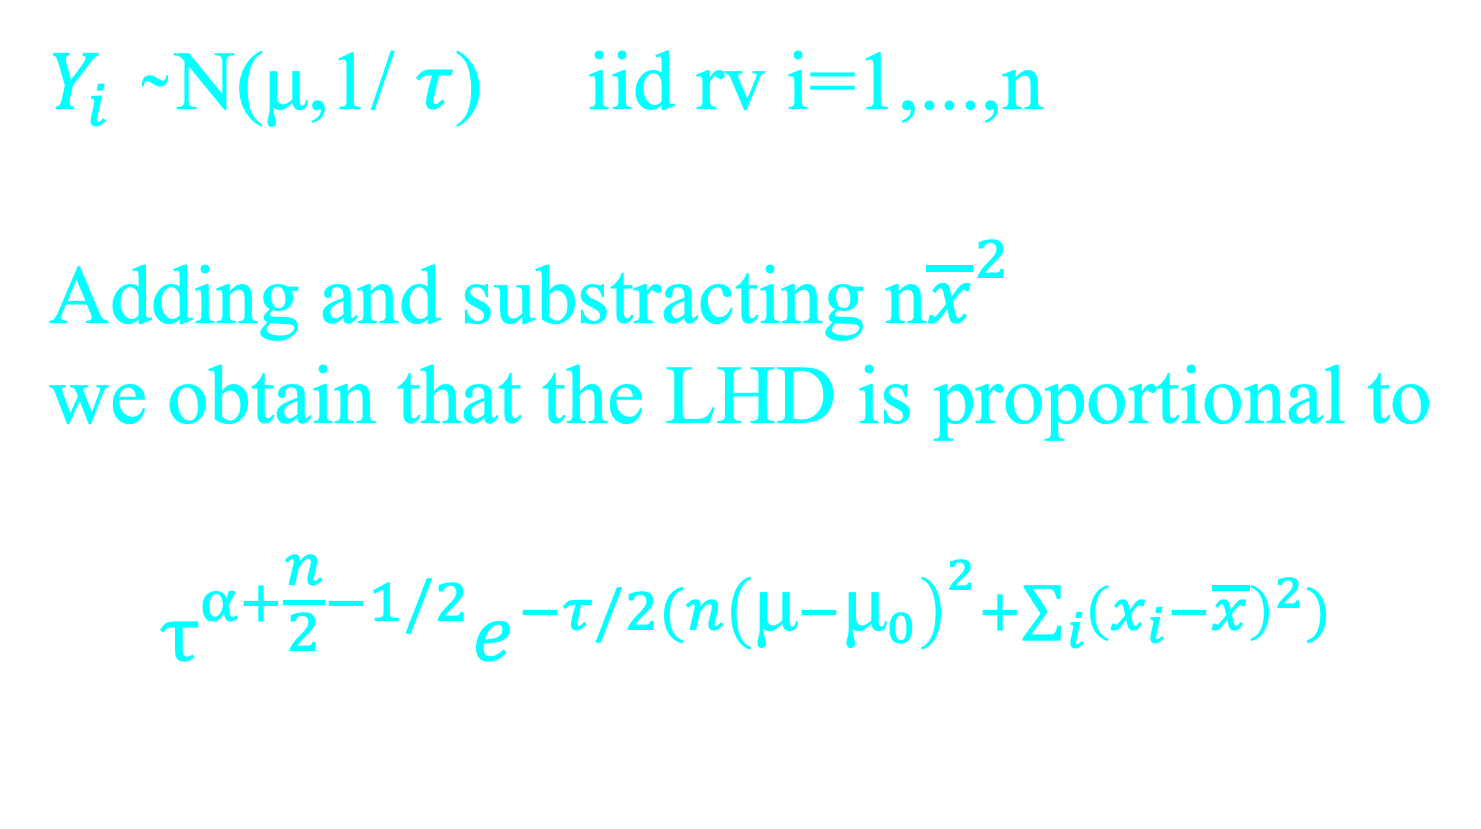 Yᵢ ~N(μ,1/ τ) iid rv i=1,...,n
Adding and substracting nx̅²
we obtain that the LHD is proportional to
τ^{α+\frac{n}{2}−1/2} e^{−τ/2(n(μ−μ₀)²+∑ᵢ(xᵢ−x̅)²)}